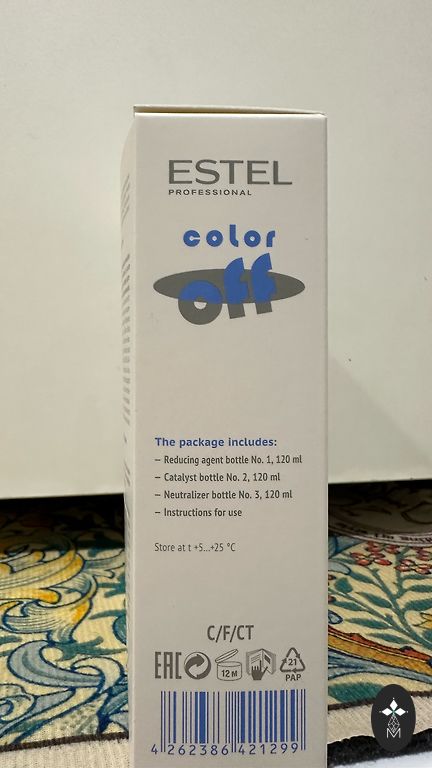 ESTEL
PROFESSIONAL
color
off
The package includes:
— Reducing agent bottle No. 1, 120 ml
— Catalyst bottle No. 2, 120 ml
— Neutralizer bottle No. 3, 120 ml
— Instructions for use
Store at t +5...+25 °C
C/F/CT
EAC
12 M
21
PAP
4 262386 421299